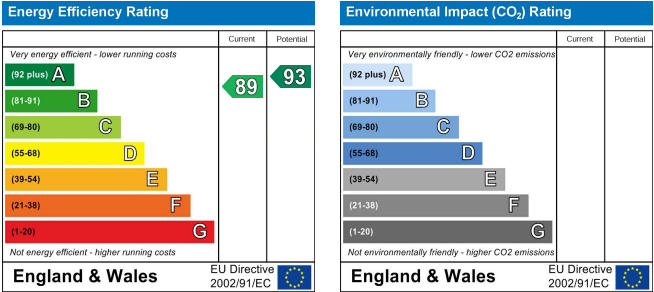 Energy Efficiency Rating
Current Potential
Very energy efficient - lower running costs
(92 plus) A
(81-91) B
(69-80) C
(55-68) D
(39-54) E
(21-38) F
(1-20) G
89
93
Not energy efficient - higher running costs
England & Wales
EU Directive
2002/91/EC
Environmental Impact (CO₂) Rating
Current Potential
Very environmentally friendly - lower CO2 emissions
(92 plus) A
(81-91) B
(69-80) C
(55-68) D
(39-54) E
(21-38) F
(1-20) G
Not environmentally friendly - higher CO2 emissions
England & Wales
EU Directive
2002/91/EC